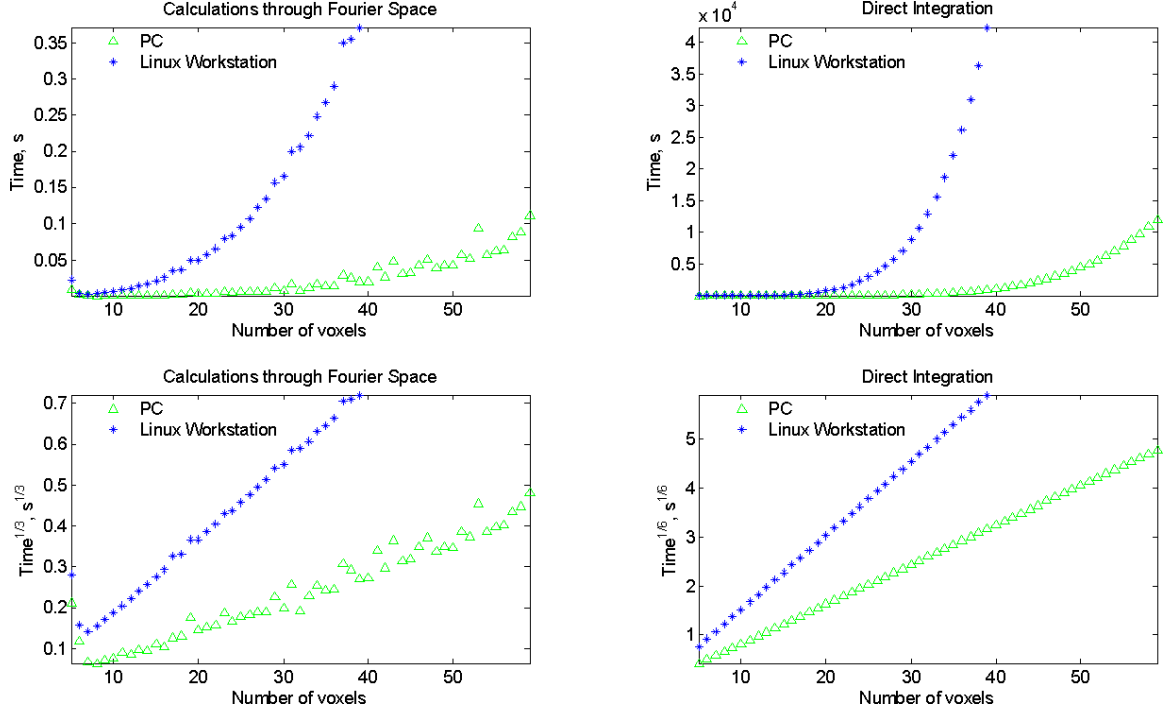 Calculations through Fourier Space
PC
Linux Workstation
0.35
0.3
0.25
0.2
0.15
0.1
0.05
Time, s
10 20 30 40 50
Number of voxels
Direct Integration
x 10^4
PC
Linux Workstation
4
3.5
3
2.5
2
1.5
1
0.5
Time, s
10 20 30 40 50
Number of voxels
Calculations through Fourier Space
PC
Linux Workstation
0.7
0.6
0.5
0.4
0.3
0.2
0.1
Time^1/3, s^1/3
10 20 30 40 50
Number of voxels
Direct Integration
PC
Linux Workstation
5
4
3
2
1
Time^1/6, s^1/6
10 20 30 40 50
Number of voxels